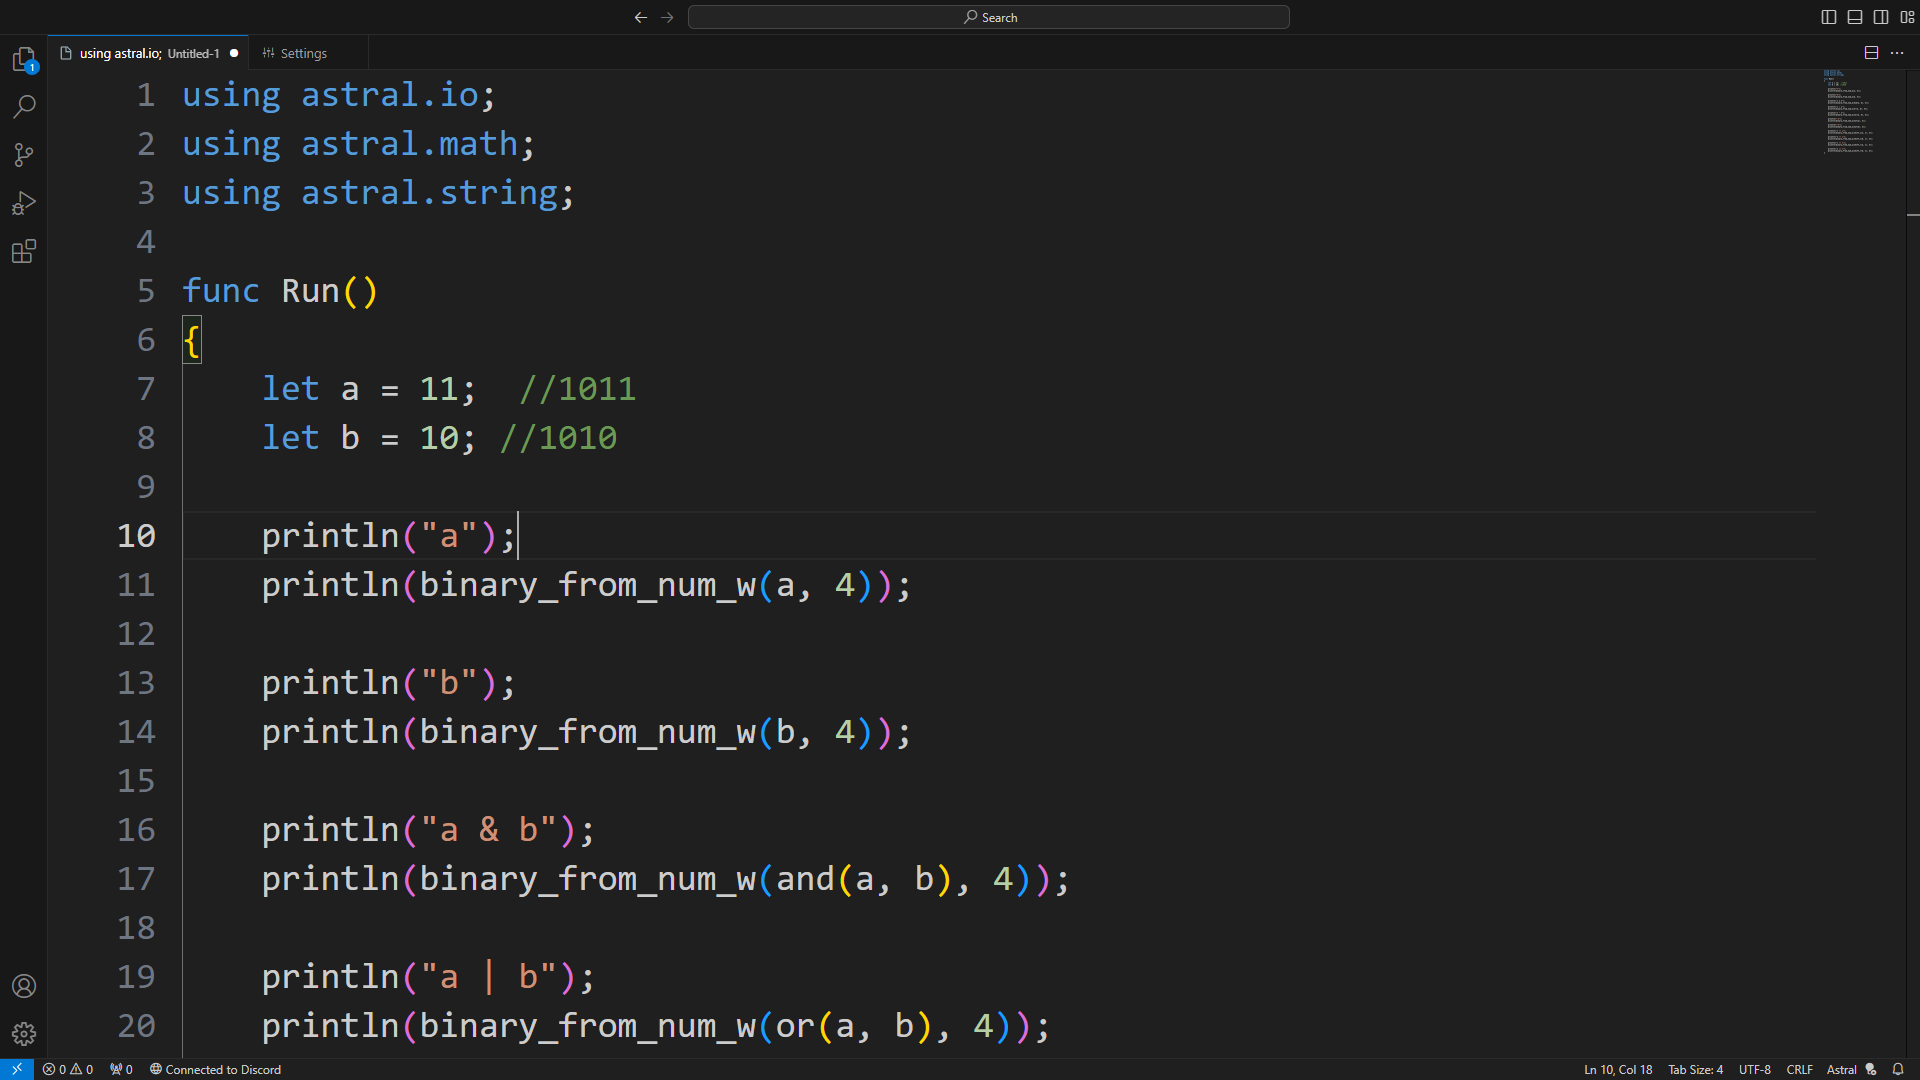 Search
using astral.io; Untitled-1
Settings
1
1 using astral.io;
2 using astral.math;
3 using astral.string;
4
5 func Run()
6 {
7 let a = 11;  //1011
8 let b = 10; //1010
9
10 println("a");
11 println(binary_from_num_w(a, 4));
12
13 println("b");
14 println(binary_from_num_w(b, 4));
15
16 println("a & b");
17 println(binary_from_num_w(and(a, b), 4));
18
19 println("a | b");
20 println(binary_from_num_w(or(a, b), 4));
0 0 0 Connected to Discord Ln 10, Col 18 Tab Size: 4 UTF-8 CRLF Astral